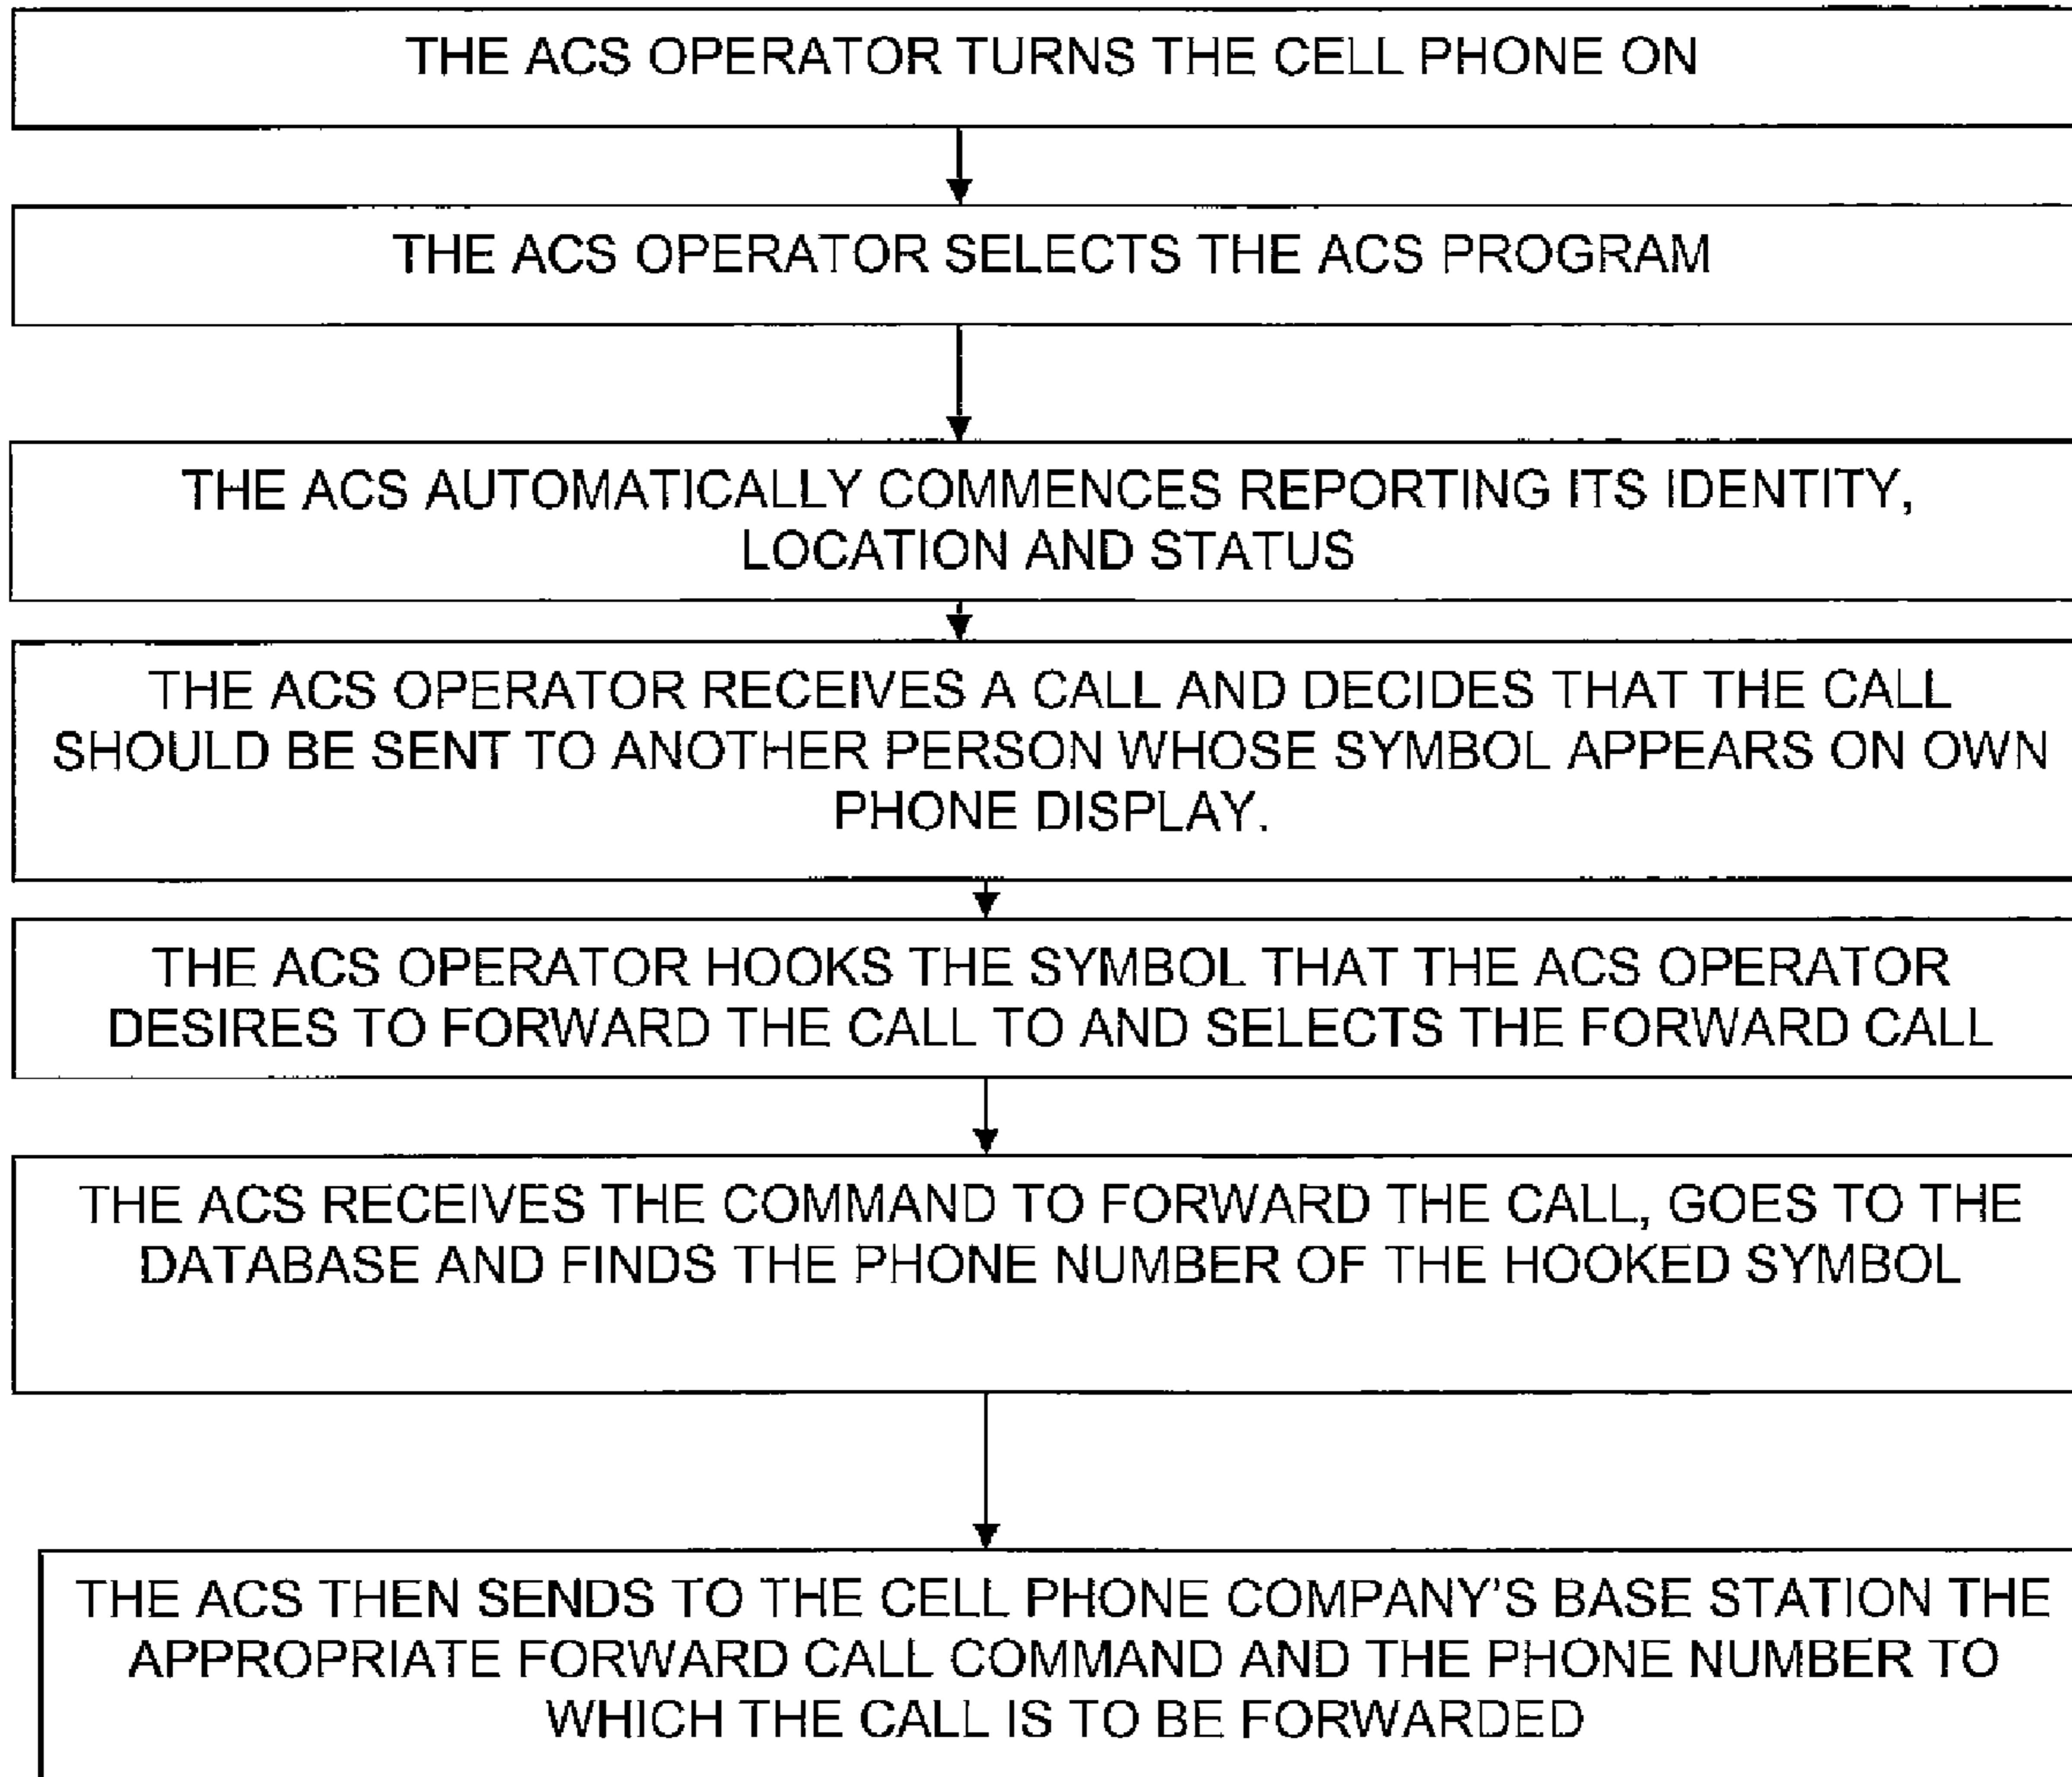 THE ACS OPERATOR TURNS THE CELL PHONE ON
THE ACS OPERATOR SELECTS THE ACS PROGRAM
THE ACS AUTOMATICALLY COMMENCES REPORTING ITS IDENTITY,
LOCATION AND STATUS
THE ACS OPERATOR RECEIVES A CALL AND DECIDES THAT THE CALL
SHOULD BE SENT TO ANOTHER PERSON WHOSE SYMBOL APPEARS ON OWN
PHONE DISPLAY.
THE ACS OPERATOR HOOKS THE SYMBOL THAT THE ACS OPERATOR
DESIRES TO FORWARD THE CALL TO AND SELECTS THE FORWARD CALL
THE ACS RECEIVES THE COMMAND TO FORWARD THE CALL, GOES TO THE
DATABASE AND FINDS THE PHONE NUMBER OF THE HOOKED SYMBOL
THE ACS THEN SENDS TO THE CELL PHONE COMPANY'S BASE STATION THE
APPROPRIATE FORWARD CALL COMMAND AND THE PHONE NUMBER TO
WHICH THE CALL IS TO BE FORWARDED